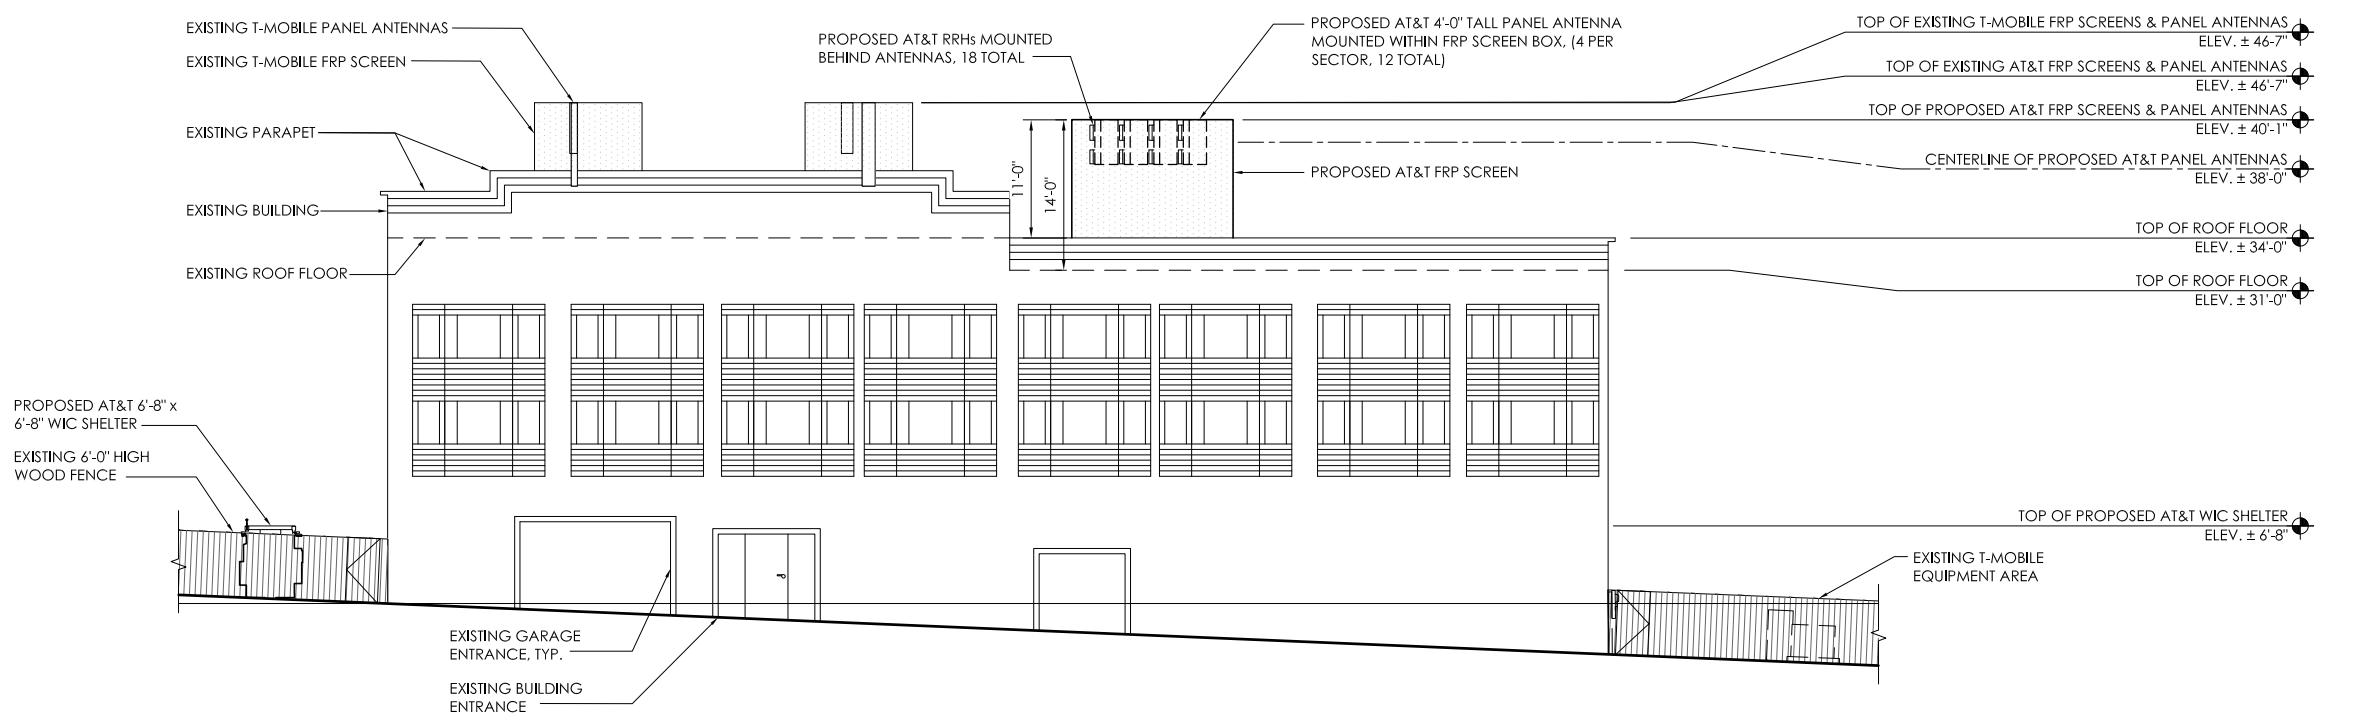 EXISTING T-MOBILE PANEL ANTENNAS
EXISTING T-MOBILE FRP SCREEN
EXISTING PARAPET
EXISTING BUILDING
EXISTING ROOF FLOOR
PROPOSED AT&T 6'-8" x
6'-8" WIC SHELTER
EXISTING 6'-0" HIGH
WOOD FENCE
PROPOSED AT&T RRHs MOUNTED
BEHIND ANTENNAS, 18 TOTAL
PROPOSED AT&T 4'-0" TALL PANEL ANTENNA
MOUNTED WITHIN FRP SCREEN BOX, (4 PER
SECTOR, 12 TOTAL)
11'-0"
14'-0"
PROPOSED AT&T FRP SCREEN
TOP OF EXISTING T-MOBILE FRP SCREENS & PANEL ANTENNAS
ELEV. ± 46-7"
TOP OF EXISTING AT&T FRP SCREENS & PANEL ANTENNAS
ELEV. ± 46'-7"
TOP OF PROPOSED AT&T FRP SCREENS & PANEL ANTENNAS
ELEV. ± 40'-1"
CENTERLINE OF PROPOSED AT&T PANEL ANTENNAS
ELEV. ± 38'-0"
TOP OF ROOF FLOOR
ELEV. ± 34'-0"
TOP OF ROOF FLOOR
ELEV. ± 31'-0"
TOP OF PROPOSED AT&T WIC SHELTER
ELEV. ± 6'-8"
EXISTING T-MOBILE
EQUIPMENT AREA
EXISTING GARAGE
ENTRANCE, TYP.
EXISTING BUILDING
ENTRANCE